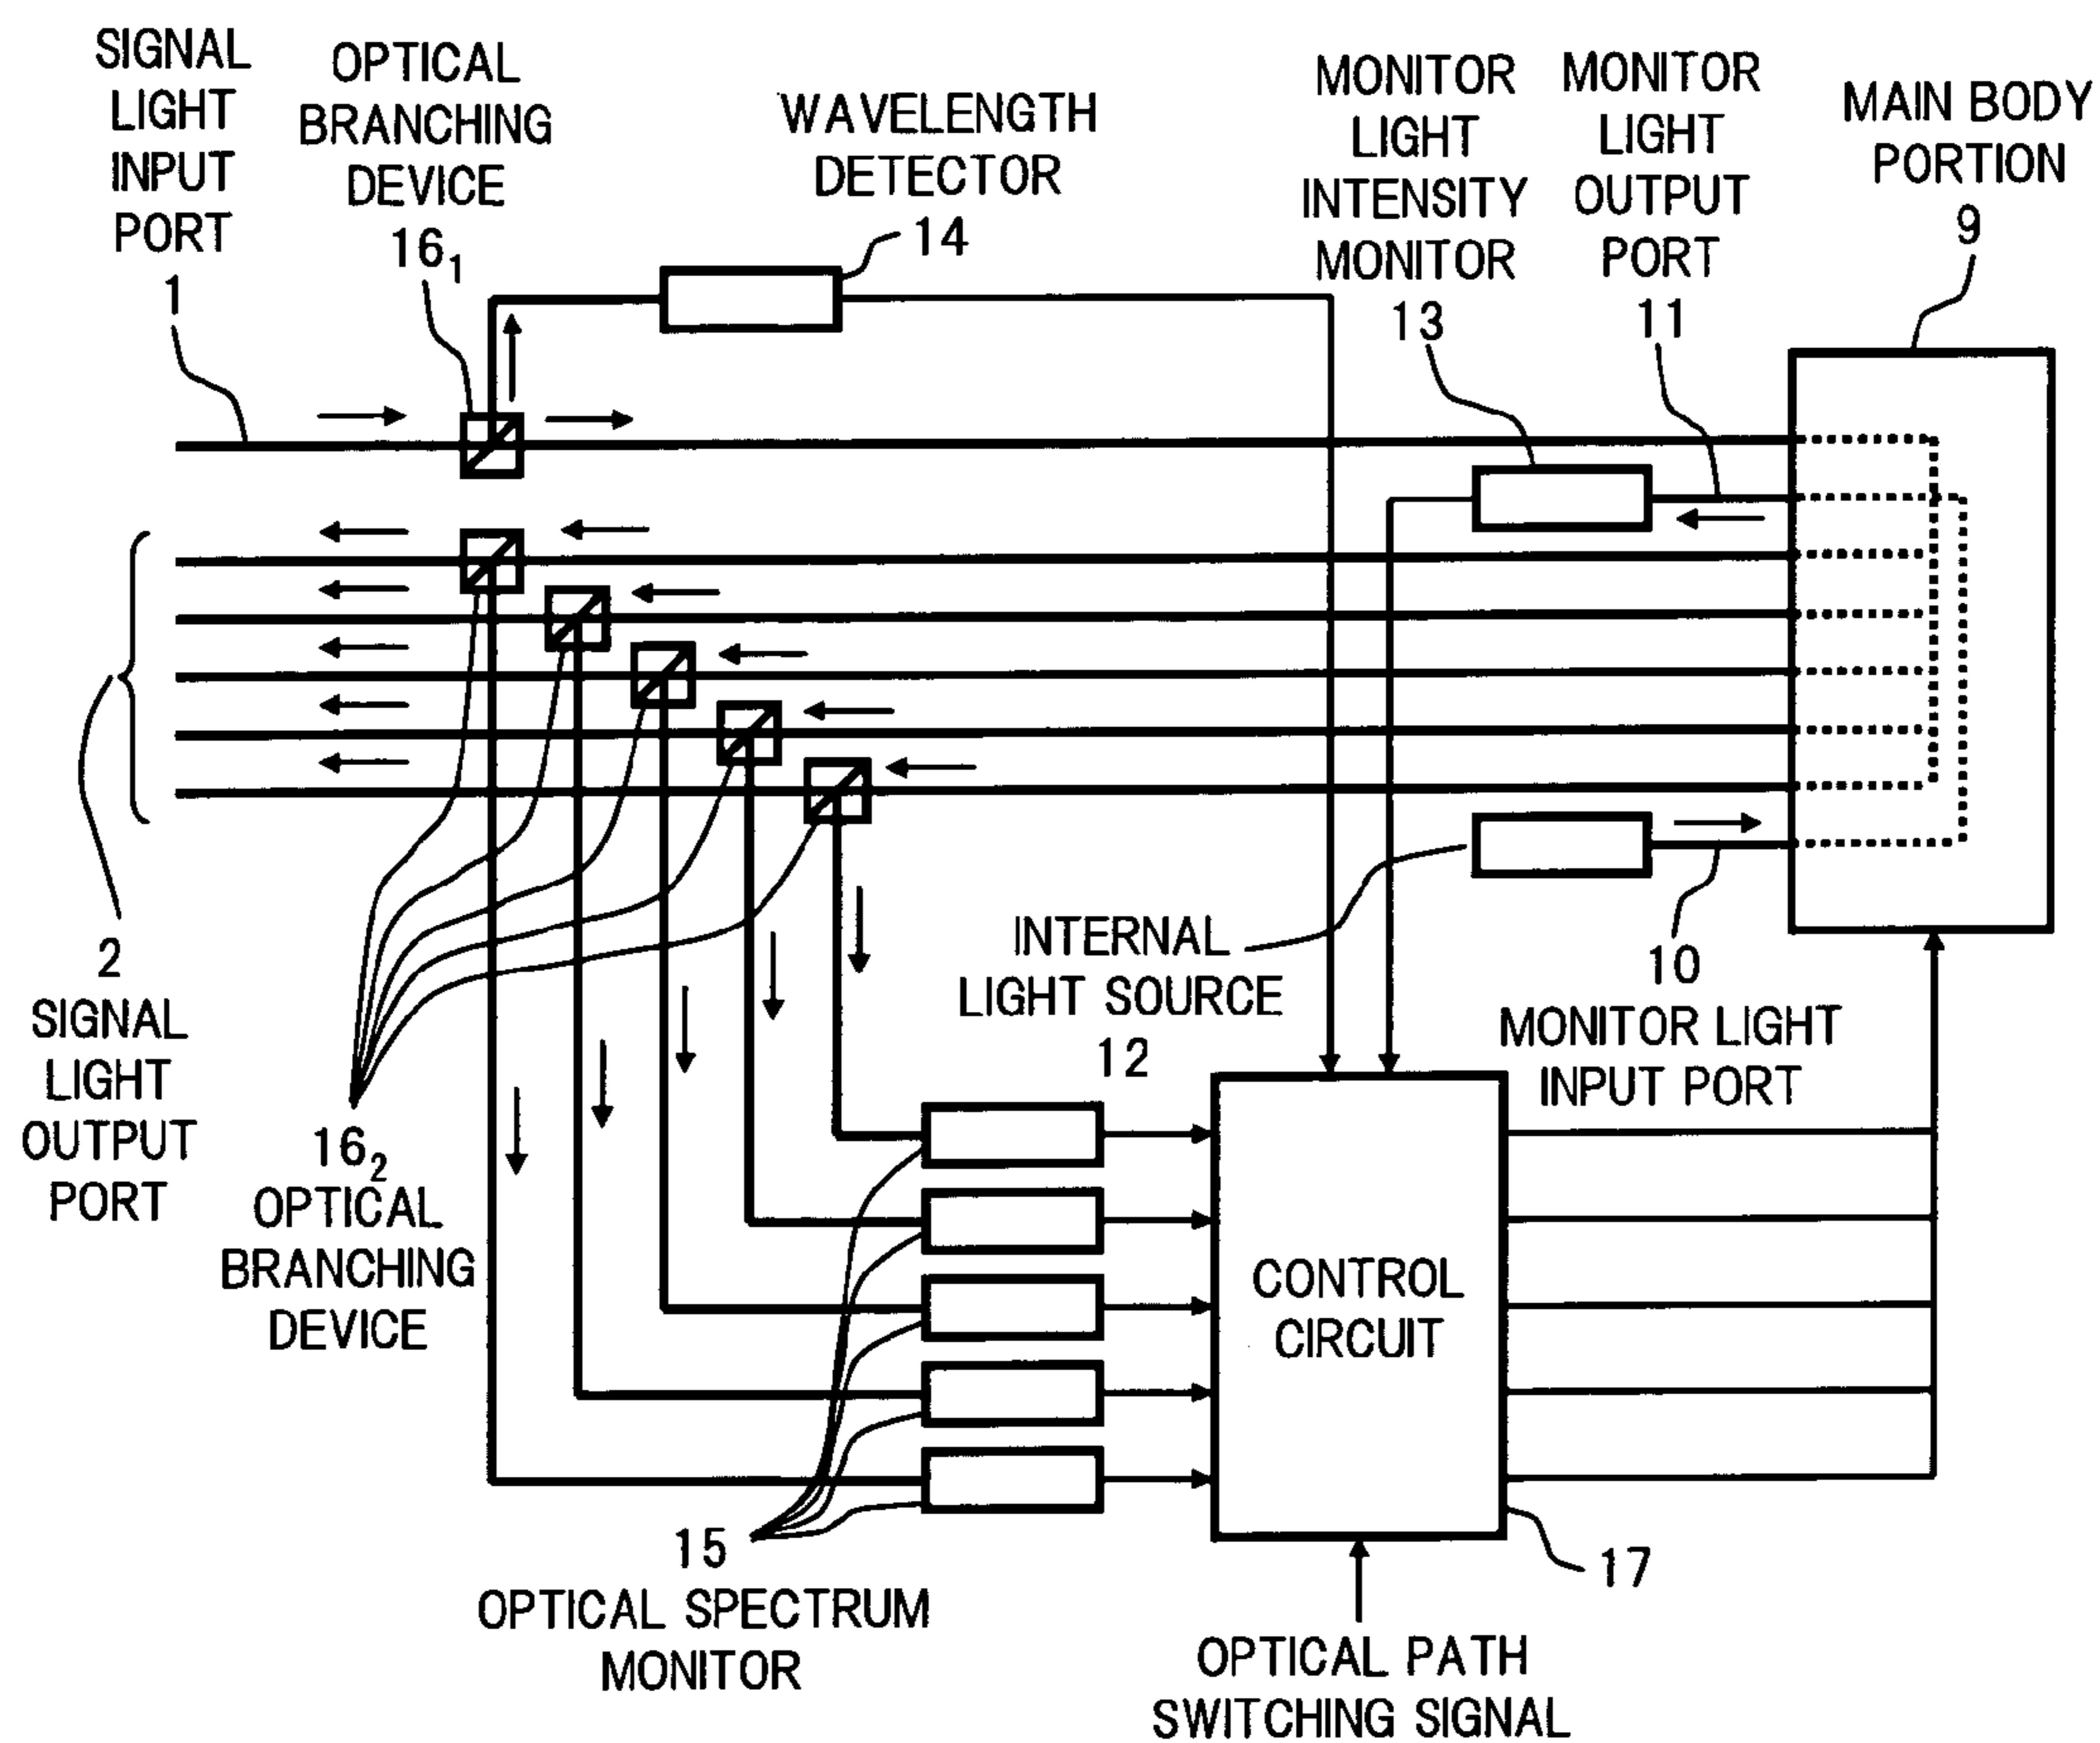 SIGNAL
LIGHT
INPUT
PORT
1
OPTICAL
BRANCHING
DEVICE
16₁
WAVELENGTH
DETECTOR
14
MONITOR
LIGHT
INTENSITY
MONITOR
13
MONITOR
LIGHT
OUTPUT
PORT
11
MAIN BODY
PORTION
9
2
SIGNAL
LIGHT
OUTPUT
PORT
16₂
OPTICAL
BRANCHING
DEVICE
INTERNAL
LIGHT SOURCE
12
10
MONITOR LIGHT
INPUT PORT
CONTROL
CIRCUIT
15
OPTICAL SPECTRUM
MONITOR
17
OPTICAL PATH
SWITCHING SIGNAL